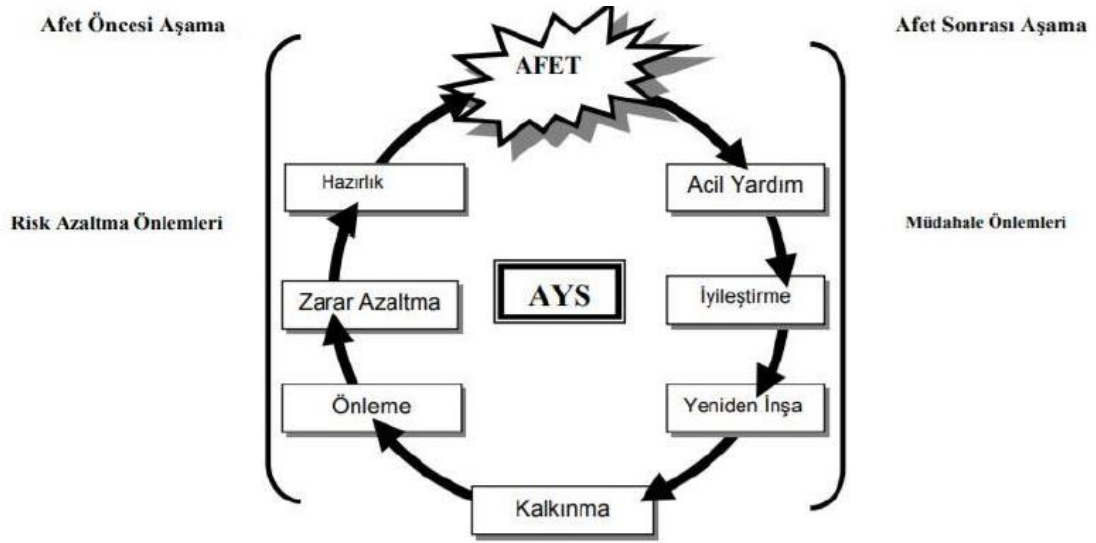 Afet Öncesi Aşama
Afet Sonrası Aşama
AFET
Hazırlık
Acil Yardım
Risk Azaltma Önlemleri
Müdahale Önlemleri
Zarar Azaltma
AYS
İyileştirme
Önleme
Yeniden İnşa
Kalkınma